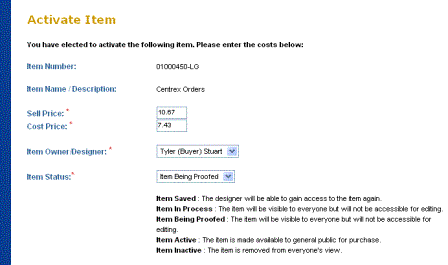 Activate Item
You have elected to activate the following item. Please enter the costs below:
Item Number: 01000450-LG
Item Name / Description: Centrex Orders
Sell Price: * 10.87
Cost Price: * 7.43
Item Owner/Designer: * Tyler (Buyer) Stuart
Item Status: * Item Being Proofed
Item Saved : The designer will be able to gain access to the item again.
Item In Process : The item will be visible to everyone but will not be accessible for editing.
Item Being Proofed : The item will be visible to everyone but will not be accessible for
editing.
Item Active : The item is made available to general public for purchase.
Item Inactive : The item is removed from everyone's view.